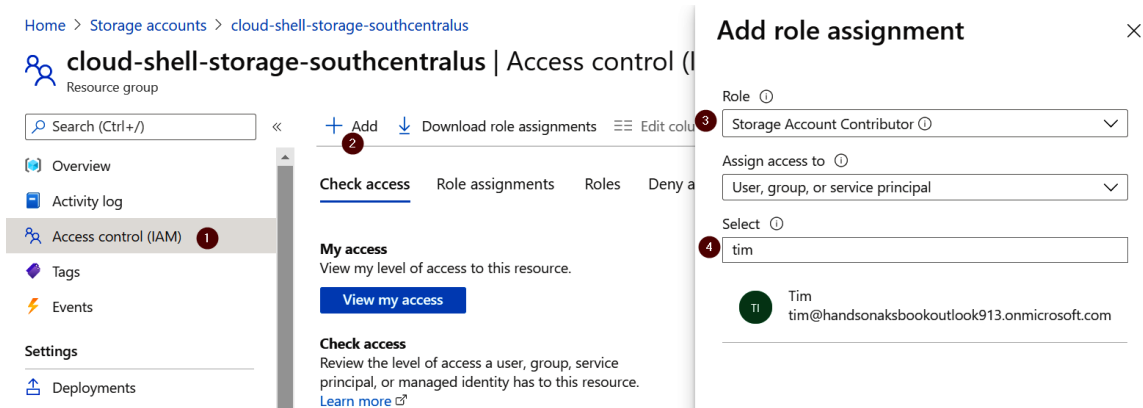 Home > Storage accounts > cloud-shell-storage-southcentralus
cloud-shell-storage-southcentralus | Access control (I
Resource group
Search (Ctrl+/)
«
Overview
Activity log
Access control (IAM) 1
Tags
Events
Settings
Deployments
Add Download role assignments Edit colu
2
Check access Role assignments Roles Deny a
My access
View my level of access to this resource.
View my access
Check access
Review the level of access a user, group, service
principal, or managed identity has to this resource.
Learn more
Add role assignment
Role
3 Storage Account Contributor
Assign access to
User, group, or service principal
Select
4 tim
TI
Tim
tim@handsonaksbookoutlook913.onmicrosoft.com